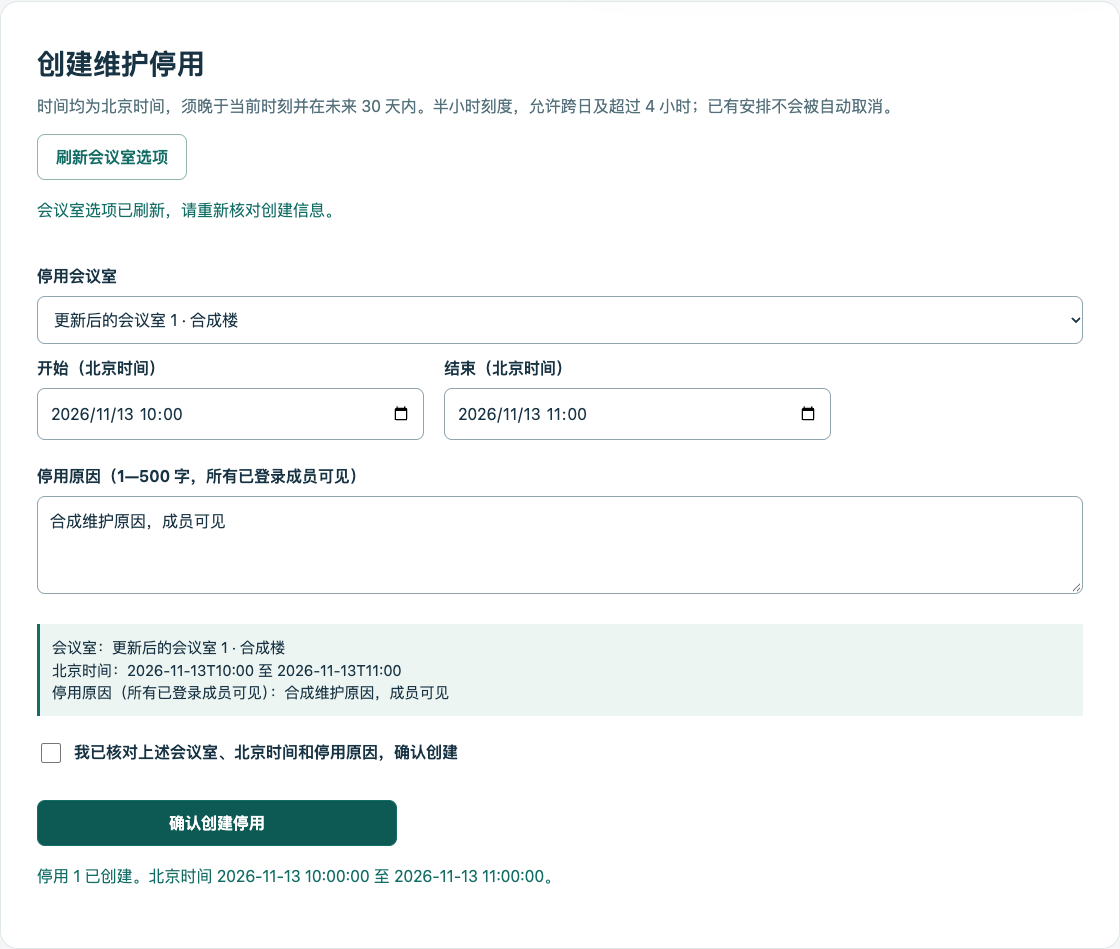 创建维护停用
时间均为北京时间，须晚于当前时刻并在未来 30 天内。半小时刻度，允许跨日及超过 4 小时；已有安排不会被自动取消。
刷新会议室选项
会议室选项已刷新，请重新核对创建信息。
停用会议室
更新后的会议室 1 · 合成楼
开始（北京时间）
结束（北京时间）
2026/11/13 10:00
2026/11/13 11:00
停用原因（1—500 字，所有已登录成员可见）
合成维护原因，成员可见
会议室：更新后的会议室 1 · 合成楼
北京时间：2026-11-13T10:00 至 2026-11-13T11:00
停用原因（所有已登录成员可见）：合成维护原因，成员可见
我已核对上述会议室、北京时间和停用原因，确认创建
确认创建停用
停用 1 已创建。北京时间 2026-11-13 10:00:00 至 2026-11-13 11:00:00。